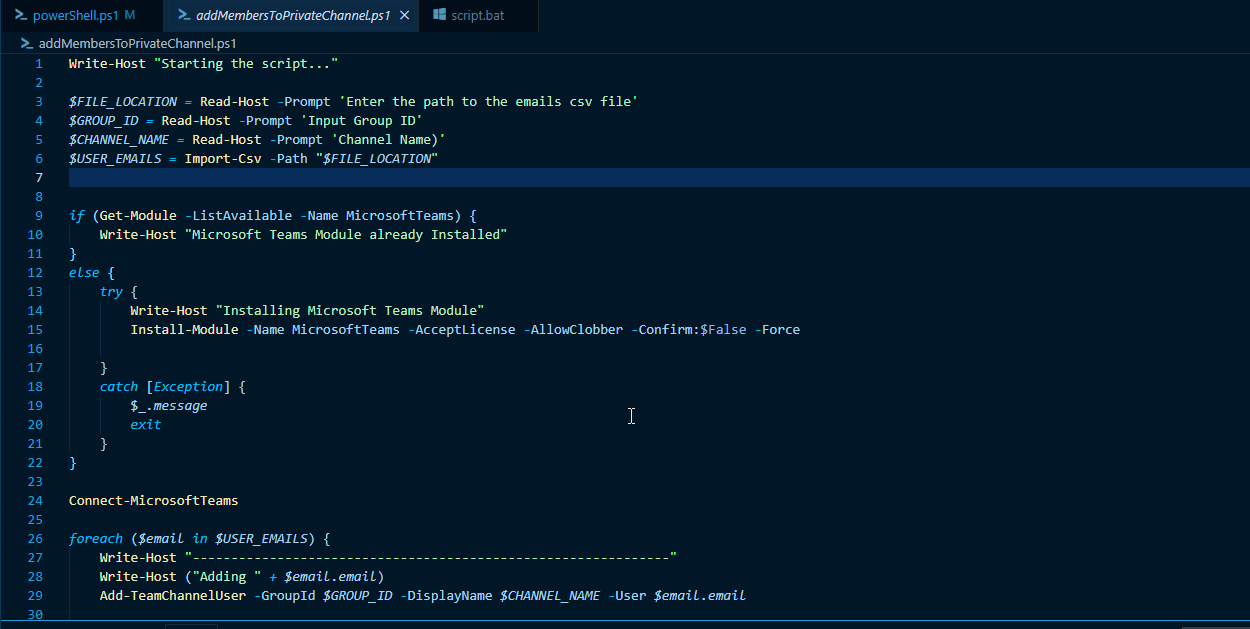 powerShell.ps1 M addMembersToPrivateChannel.ps1 script.bat
addMembersToPrivateChannel.ps1
1 Write-Host "Starting the script..."
2
3 $FILE_LOCATION = Read-Host -Prompt 'Enter the path to the emails csv file'
4 $GROUP_ID = Read-Host -Prompt 'Input Group ID'
5 $CHANNEL_NAME = Read-Host -Prompt 'Channel Name)'
6 $USER_EMAILS = Import-Csv -Path "$FILE_LOCATION"
7
8
9 if (Get-Module -ListAvailable -Name MicrosoftTeams) {
10 Write-Host "Microsoft Teams Module already Installed"
11 }
12 else {
13 try {
14 Write-Host "Installing Microsoft Teams Module"
15 Install-Module -Name MicrosoftTeams -AcceptLicense -AllowClobber -Confirm:$False -Force
16
17 }
18 catch [Exception] {
19 $_.message
20 exit
21 }
22 }
23
24 Connect-MicrosoftTeams
25
26 foreach ($email in $USER_EMAILS) {
27 Write-Host "--------------------------------------------------------------"
28 Write-Host ("Adding " + $email.email)
29 Add-TeamChannelUser -GroupId $GROUP_ID -DisplayName $CHANNEL_NAME -User $email.email
30